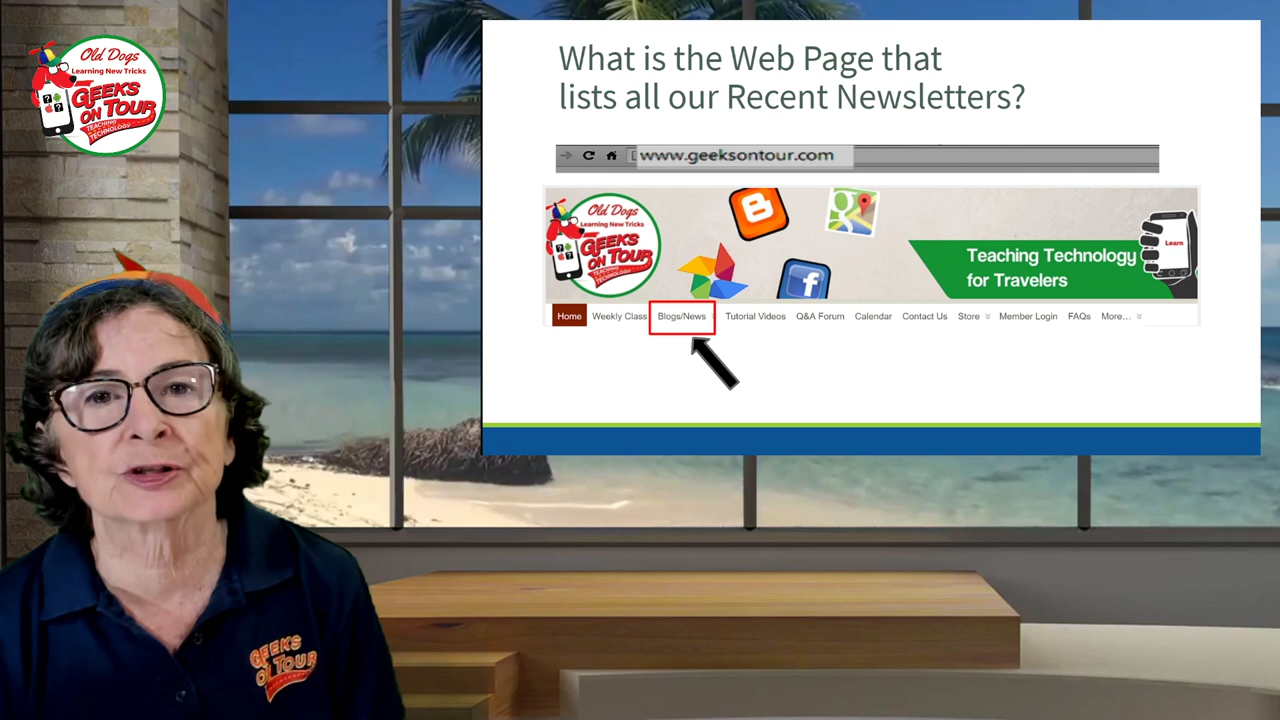 Old Dogs
Learning New Tricks
GEEKS
ON TOUR
TEACHING
TECHNOLOGY
What is the Web Page that
lists all our Recent Newsletters?
www.geeksontour.com
Old Dogs
Learning New Tricks
GEEKS
ON TOUR
TEACHING
TECHNOLOGY
Teaching Technology
for Travelers
Learn
Home Weekly Class Blogs/News Tutorial Videos Q&A Forum Calendar Contact Us Store Member Login FAQs More...
GEEKS
ON TOUR